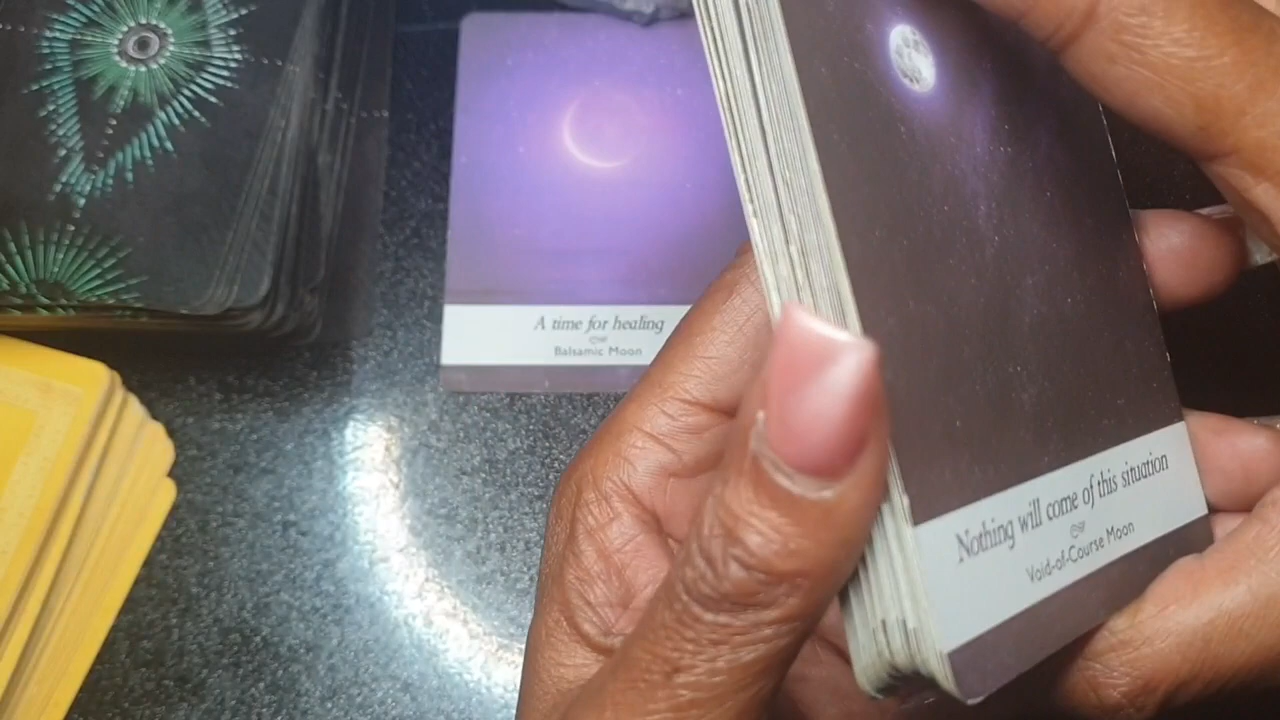 A time for healing
Balsamic Moon
Nothing will come of this situation
Void-of-Course Moon